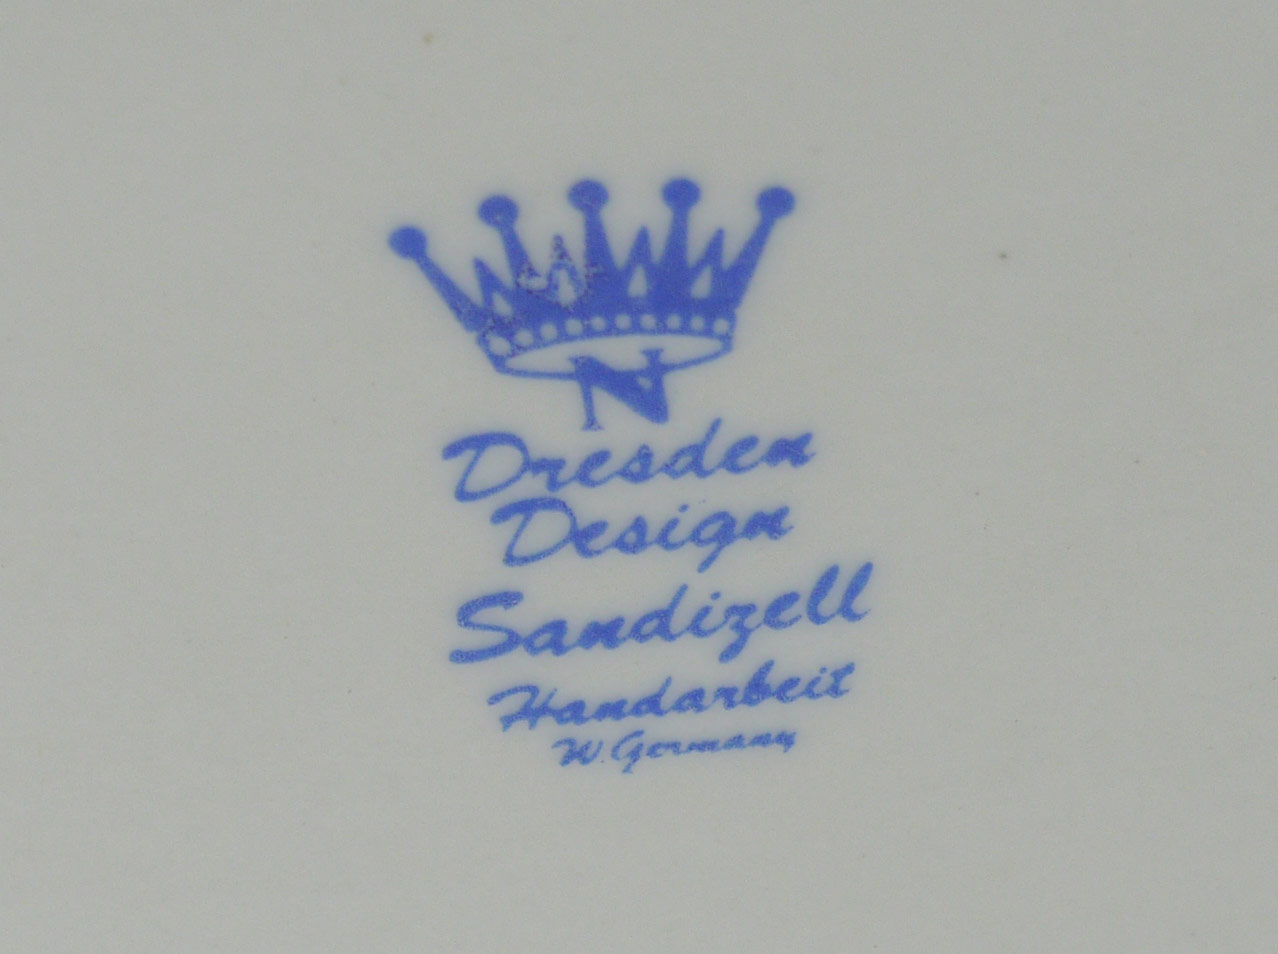 N
Dresden
Design
Sandizell
Handarbeit
W. Germany